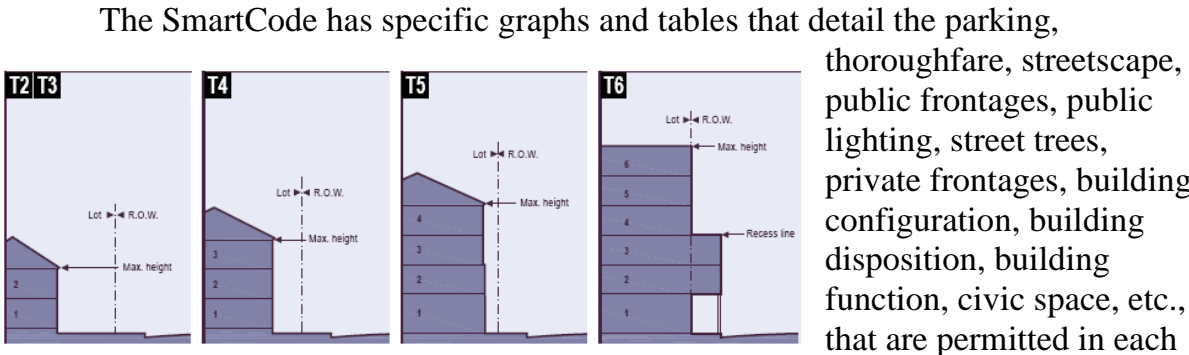 The SmartCode has specific graphs and tables that detail the parking,
thoroughfare, streetscape,
public frontages, public
lighting, street trees,
private frontages, building
configuration, building
disposition, building
function, civic space, etc.,
that are permitted in each
T2 T3
Lot R.O.W.
Max. height
2
1
T4
Lot R.O.W.
Max. height
3
2
1
T5
Lot R.O.W.
Max. height
4
3
2
1
T6
Lot R.O.W.
Max. height
6
5
4
Recess line
3
2
1